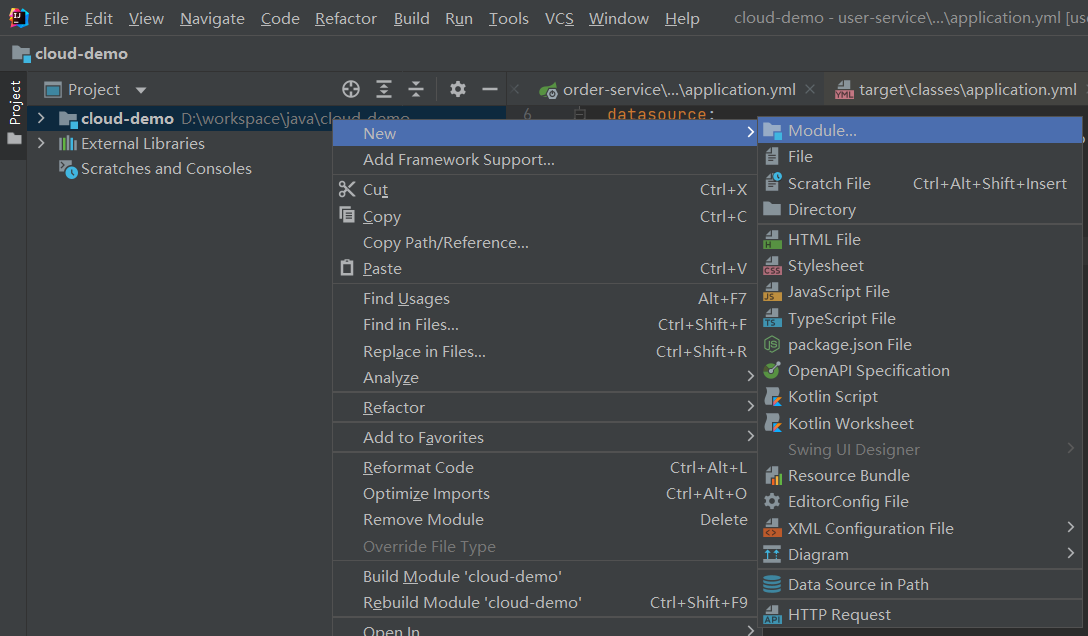 File Edit View Navigate Code Refactor Build Run Tools VCS Window Help cloud-demo - user-service\...\application.yml [use
cloud-demo
Project
Project
order-service\...\application.yml
target\classes\application.yml
cloud-demo D:\workspace\java\cloud-demo
External Libraries
Scratches and Consoles
6 datasource:
New
Add Framework Support...
Cut Ctrl+X
Copy Ctrl+C
Copy Path/Reference...
Paste Ctrl+V
Find Usages Alt+F7
Find in Files... Ctrl+Shift+F
Replace in Files... Ctrl+Shift+R
Analyze
Refactor
Add to Favorites
Reformat Code Ctrl+Alt+L
Optimize Imports Ctrl+Alt+O
Remove Module Delete
Override File Type
Build Module 'cloud-demo'
Rebuild Module 'cloud-demo' Ctrl+Shift+F9
Open In
Module...
File
Scratch File Ctrl+Alt+Shift+Insert
Directory
HTML File
Stylesheet
JavaScript File
TypeScript File
package.json File
OpenAPI Specification
Kotlin Script
Kotlin Worksheet
Swing UI Designer
Resource Bundle
EditorConfig File
XML Configuration File
Diagram
Data Source in Path
HTTP Request